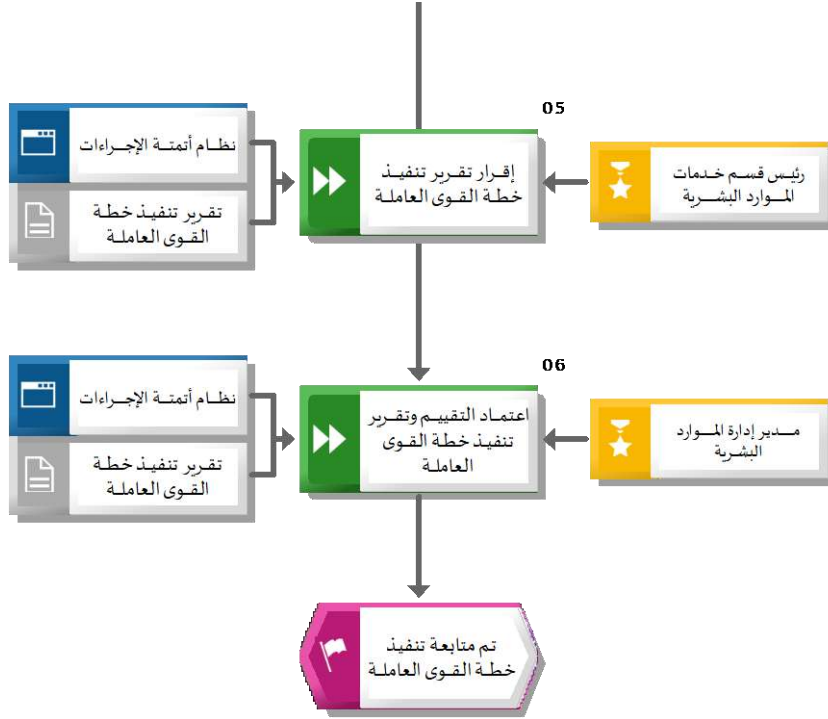 05
رئيس قسم خدمات
الموارد البشرية
إقرار تقرير تنفيذ
خطة القوى العاملة
نظام أتمتة الإجراءات
تقرير تنفيذ خطة
القوى العاملة
06
مدير إدارة الموارد
البشرية
اعتماد التقييم وتقرير
تنفيذ خطة القوى
العاملة
نظام أتمتة الإجراءات
تقرير تنفيذ خطة
القوى العاملة
تم متابعة تنفيذ
خطة القوى العاملة